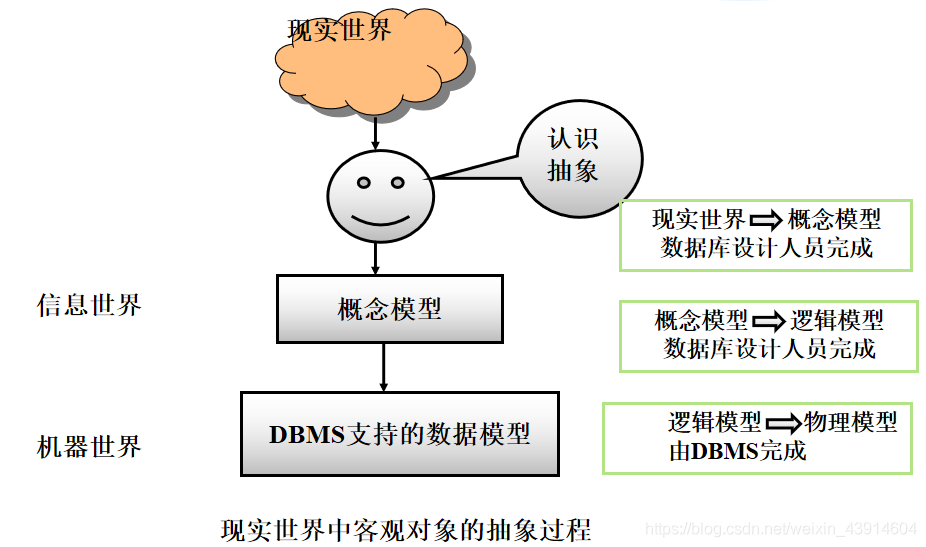 现实世界
认识
抽象
现实世界 概念模型
数据库设计人员完成
信息世界
概念模型
概念模型 逻辑模型
数据库设计人员完成
机器世界
DBMS支持的数据模型
逻辑模型 物理模型
由DBMS完成
现实世界中客观对象的抽象过程
https://blog.csdn.net/weixin_43914604